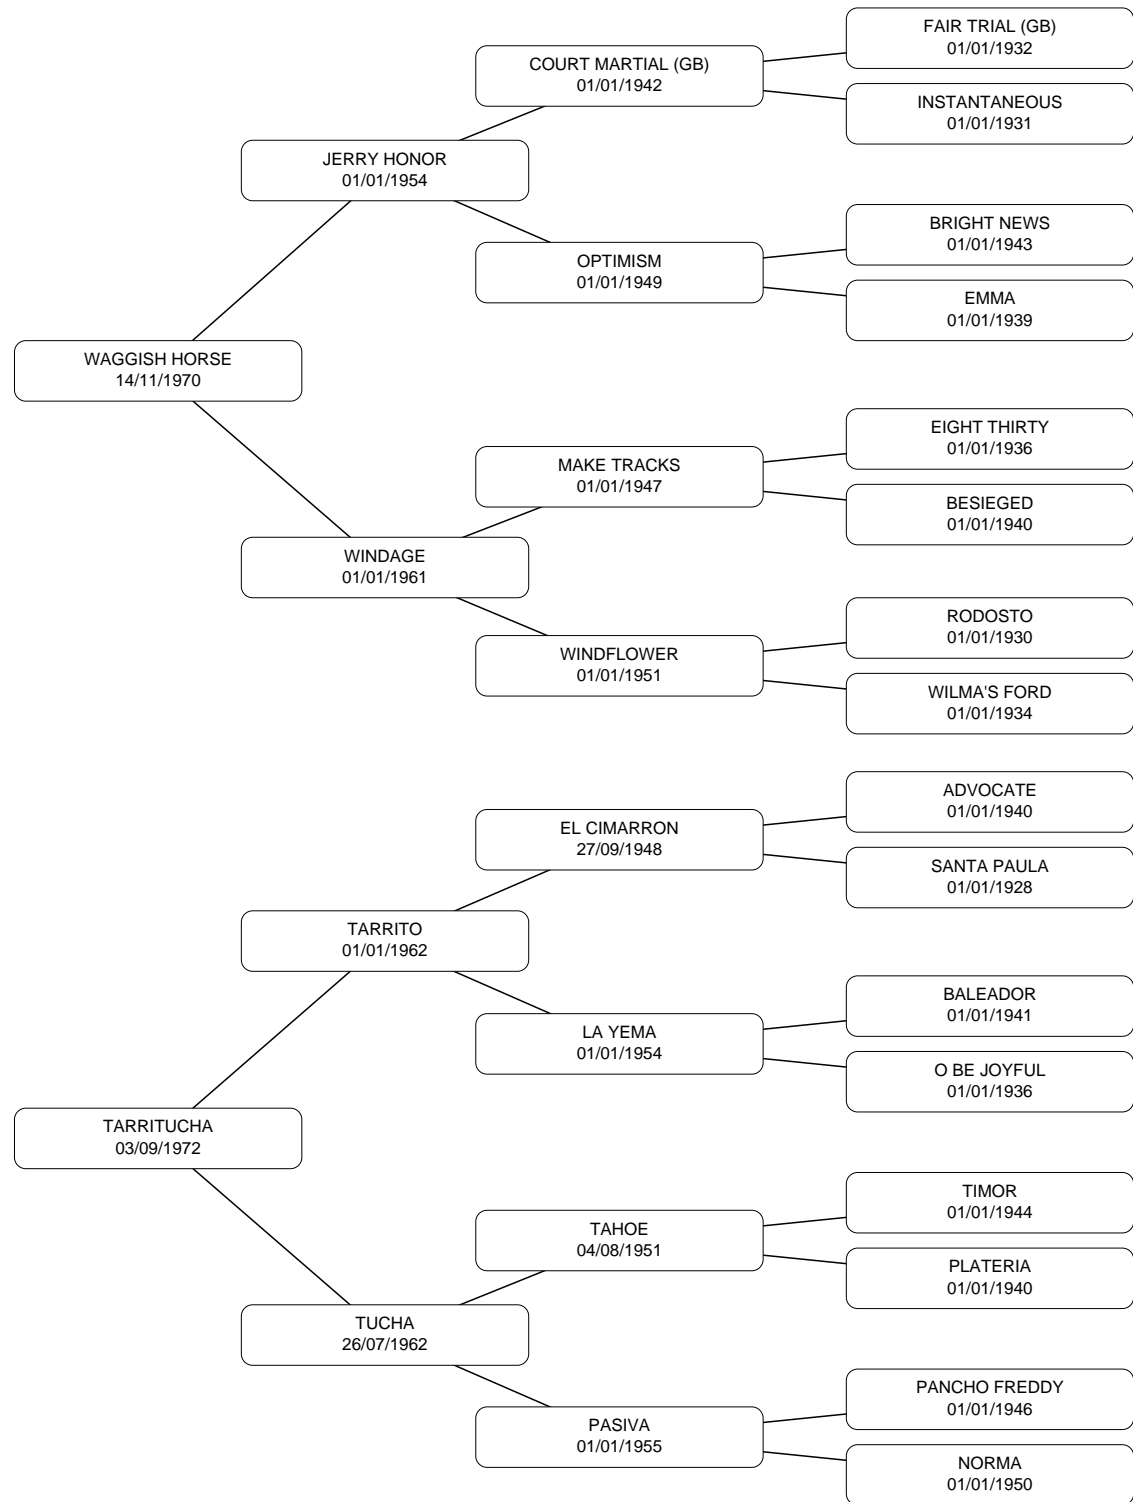 FAIR TRIAL (GB)
01/01/1932
COURT MARTIAL (GB)
01/01/1942
INSTANTANEOUS
01/01/1931
JERRY HONOR
01/01/1954
BRIGHT NEWS
01/01/1943
OPTIMISM
01/01/1949
EMMA
01/01/1939
WAGGISH HORSE
14/11/1970
EIGHT THIRTY
01/01/1936
MAKE TRACKS
01/01/1947
BESIEGED
01/01/1940
WINDAGE
01/01/1961
RODOSTO
01/01/1930
WINDFLOWER
01/01/1951
WILMA'S FORD
01/01/1934
ADVOCATE
01/01/1940
EL CIMARRON
27/09/1948
SANTA PAULA
01/01/1928
TARRITO
01/01/1962
BALEADOR
01/01/1941
LA YEMA
01/01/1954
O BE JOYFUL
01/01/1936
TARRITUCHA
03/09/1972
TIMOR
01/01/1944
TAHOE
04/08/1951
PLATERIA
01/01/1940
TUCHA
26/07/1962
PANCHO FREDDY
01/01/1946
PASIVA
01/01/1955
NORMA
01/01/1950